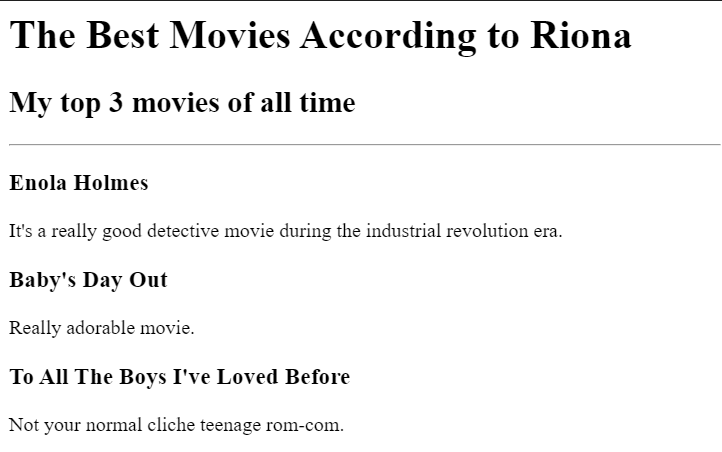 The Best Movies According to Riona
My top 3 movies of all time
Enola Holmes
It's a really good detective movie during the industrial revolution era.
Baby's Day Out
Really adorable movie.
To All The Boys I've Loved Before
Not your normal cliche teenage rom-com.